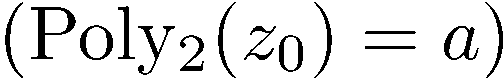 (Poly₂(z₀) = a)